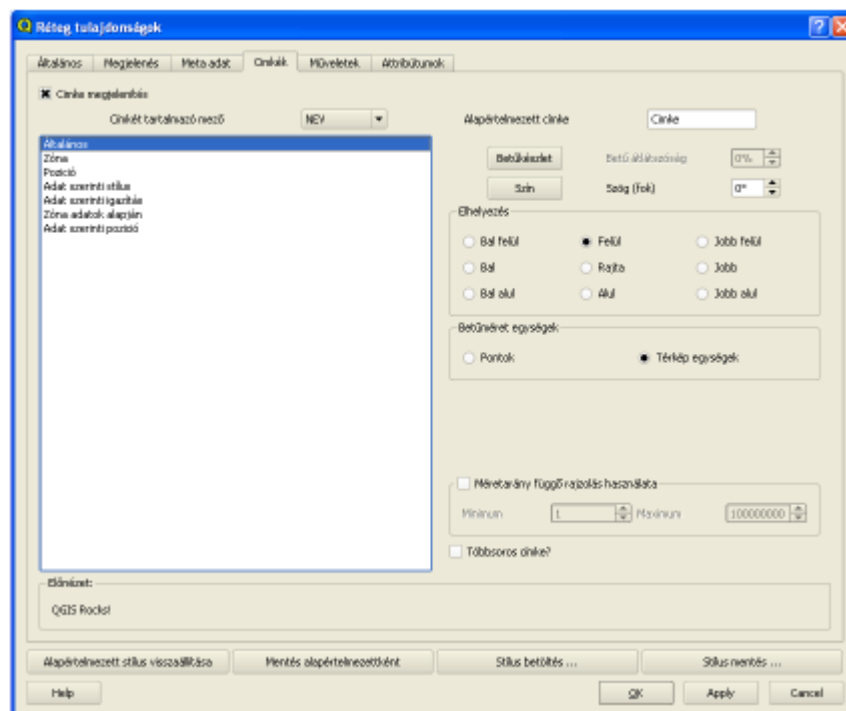 Réteg tulajdonságok
Általános Megjelenés Meta adat Cimkék Műveletek Attribútumok
Cimke megjelenítés
Cimkét tartalmazó mező NEV Alapértelmezett cimke Cimke
Általános
Zóna
Pozició
Adat szerinti stílus
Adat szerinti igazítás
Zóna adatok alapján
Adat szerinti pozició
Betűkészlet Betű átlátszóság 0%
Szín Szög (fok) 0°
Elhelyezés
Bal felül Felül Jobb felül
Bal Rajta Jobb
Bal alul Alul Jobb alul
Betűméret egységek
Pontok Térkép egységek
Méretarány függő rajzolás használata
Minimum 1 Maximum 100000000
Többsoros cimke?
Előnézet:
QGIS Rocks!
Alapértelmezett stílus visszaállítása Mentés alapértelmezettként Stílus betöltés ... Stílus mentés ...
Help OK Apply Cancel